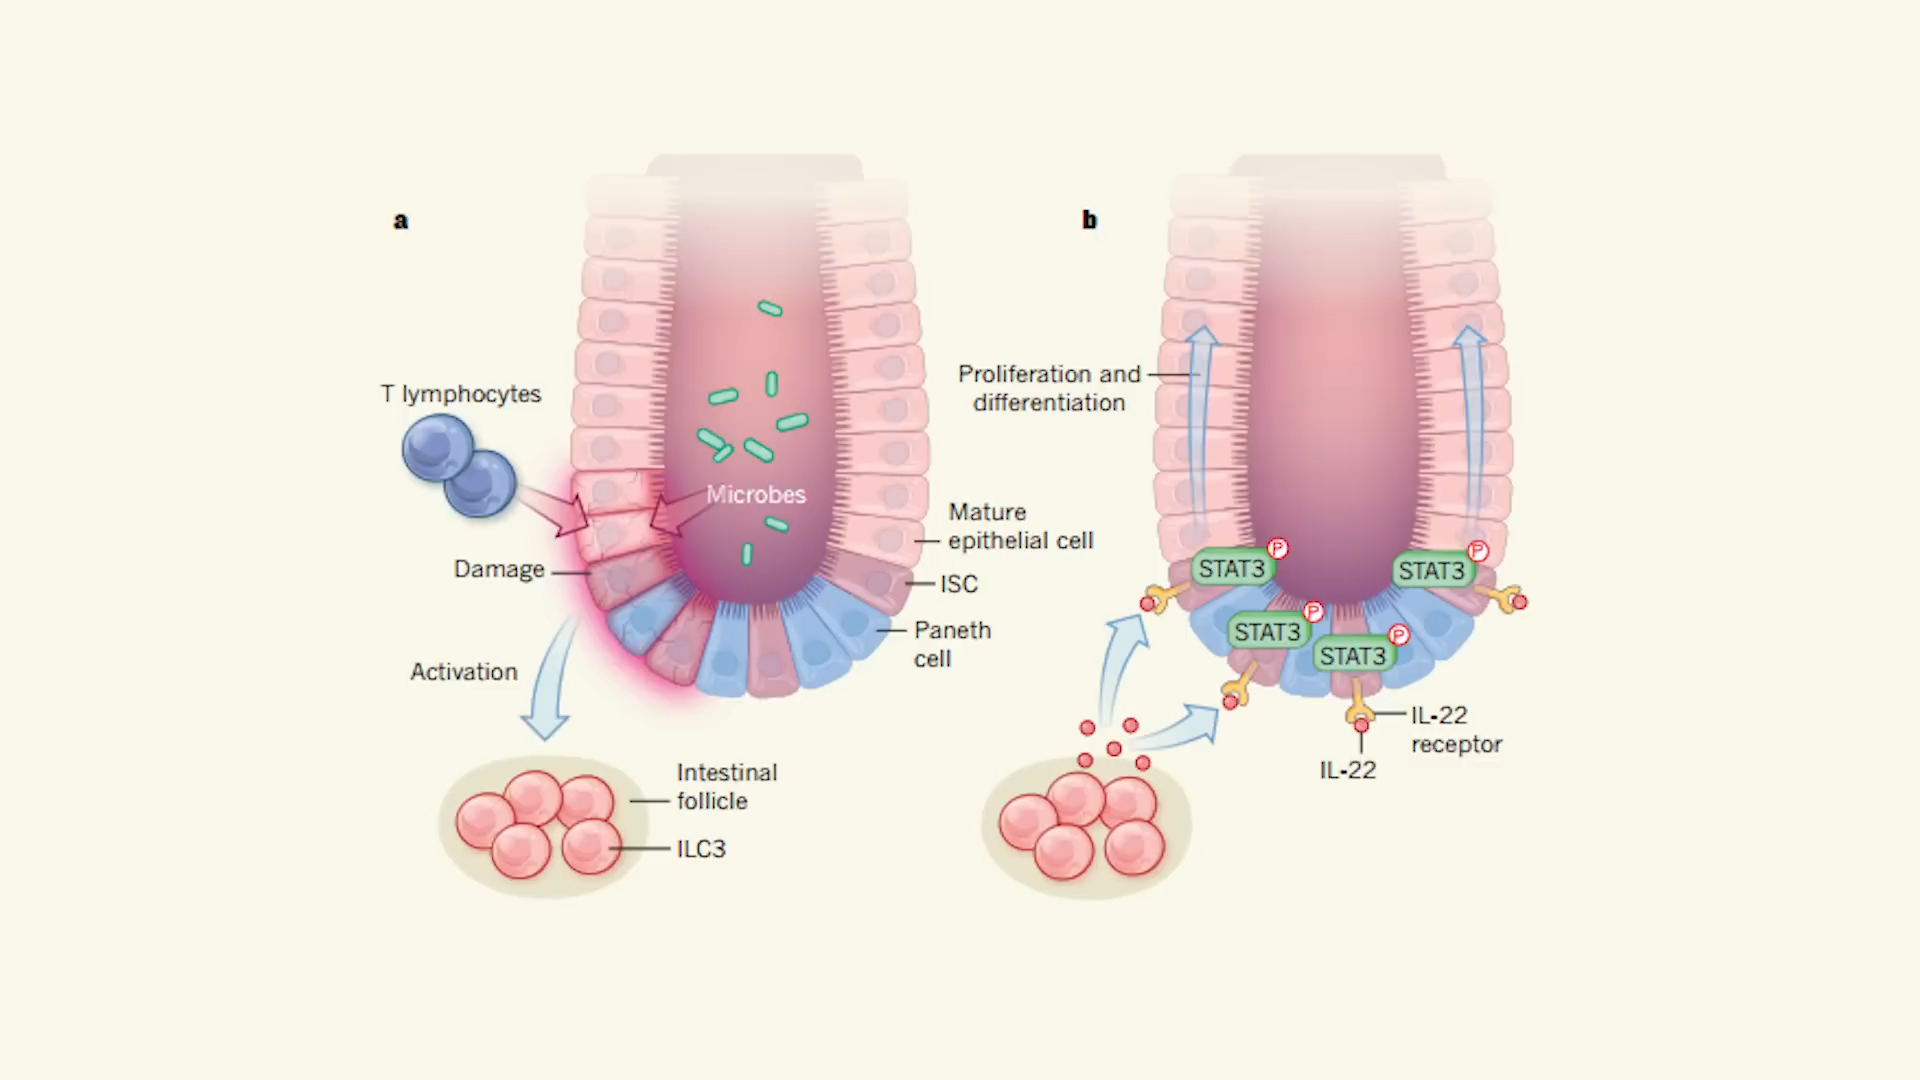 a
T lymphocytes
Microbes
Damage
Activation
Mature
epithelial cell
ISC
Paneth
cell
Intestinal
follicle
ILC3
b
Proliferation and
differentiation
STAT3
P
STAT3
P
STAT3
P
STAT3
P
IL-22
receptor
IL-22